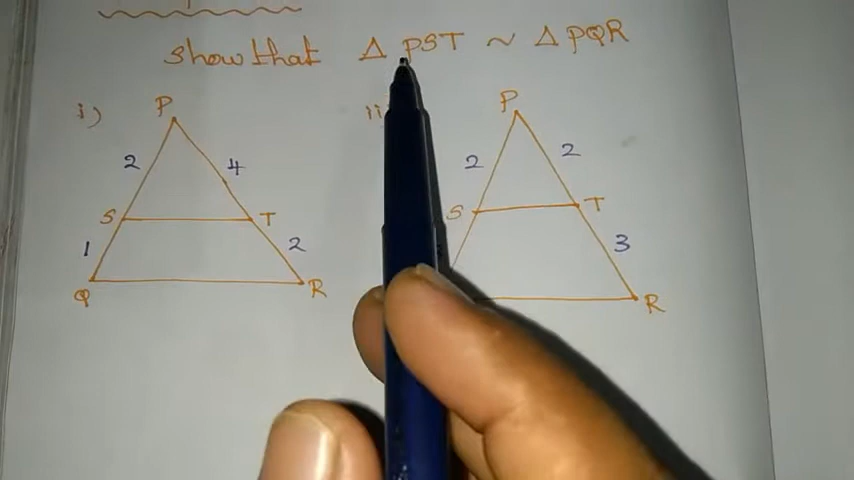 show that Δ PST ~ Δ PQR
i) ii
P P
2 4 2 2
S T S T
1 2 3
Q R R